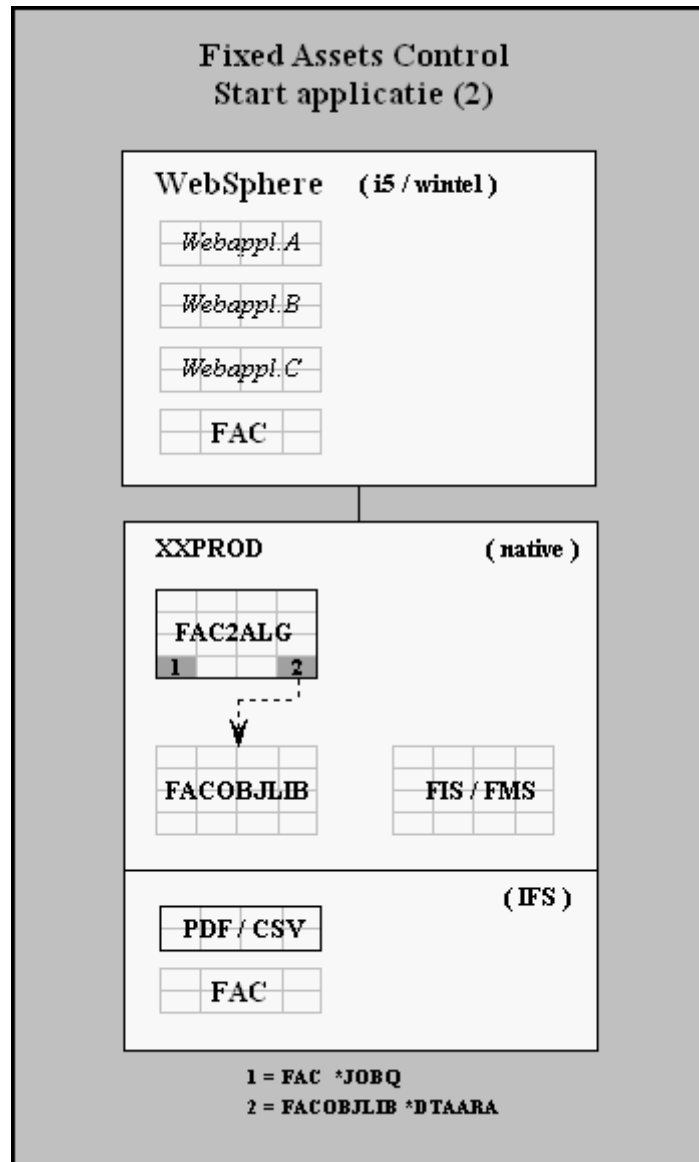 Fixed Assets Control
Start applicatie (2)
WebSphere ( i5 / wintel )
Webappl.A
Webappl.B
Webappl.C
FAC
XXPROD ( native )
FAC2ALG
1 2
FACOBJLIB FIS / FMS
( IFS )
PDF / CSV
FAC
1 = FAC *JOBQ
2 = FACOBJLIB *DTAARA